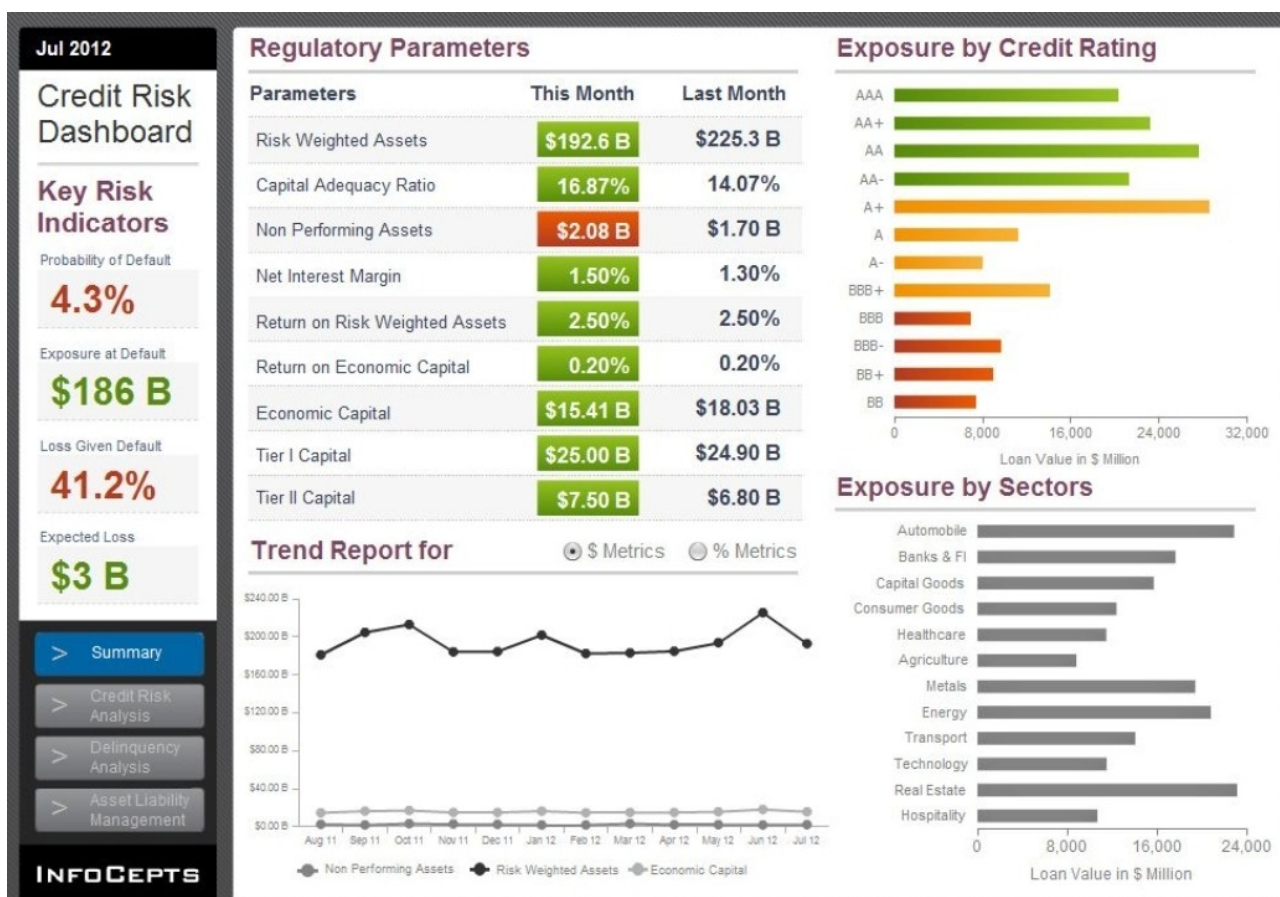 Jul 2012
Credit Risk
Dashboard
Key Risk
Indicators
Probability of Default
4.3%
Exposure at Default
$186 B
Loss Given Default
41.2%
Expected Loss
$3 B
> Summary
> Credit Risk
Analysis
> Delinquency
Analysis
> Asset Liability
Management
INFOCEPTS
Regulatory Parameters
Parameters This Month Last Month
Risk Weighted Assets $192.6 B $225.3 B
Capital Adequacy Ratio 16.87% 14.07%
Non Performing Assets $2.08 B $1.70 B
Net Interest Margin 1.50% 1.30%
Return on Risk Weighted Assets 2.50% 2.50%
Return on Economic Capital 0.20% 0.20%
Economic Capital $15.41 B $18.03 B
Tier I Capital $25.00 B $24.90 B
Tier II Capital $7.50 B $6.80 B
Trend Report for $ Metrics % Metrics
$240.00 B
$200.00 B
$160.00 B
$120.00 B
$80.00 B
$40.00 B
$0.00 B
Aug 11 Sep 11 Oct 11 Nov 11 Dec 11 Jan 12 Feb 12 Mar 12 Apr 12 May 12 Jun 12 Jul 12
Non Performing Assets Risk Weighted Assets Economic Capital
Exposure by Credit Rating
AAA
AA+
AA
AA-
A+
A
A-
BBB+
BBB
BBB-
BB+
BB
0 8,000 16,000 24,000 32,000
Loan Value in $ Million
Exposure by Sectors
Automobile
Banks & FI
Capital Goods
Consumer Goods
Healthcare
Agriculture
Metals
Energy
Transport
Technology
Real Estate
Hospitality
0 8,000 16,000 24,000
Loan Value in $ Million